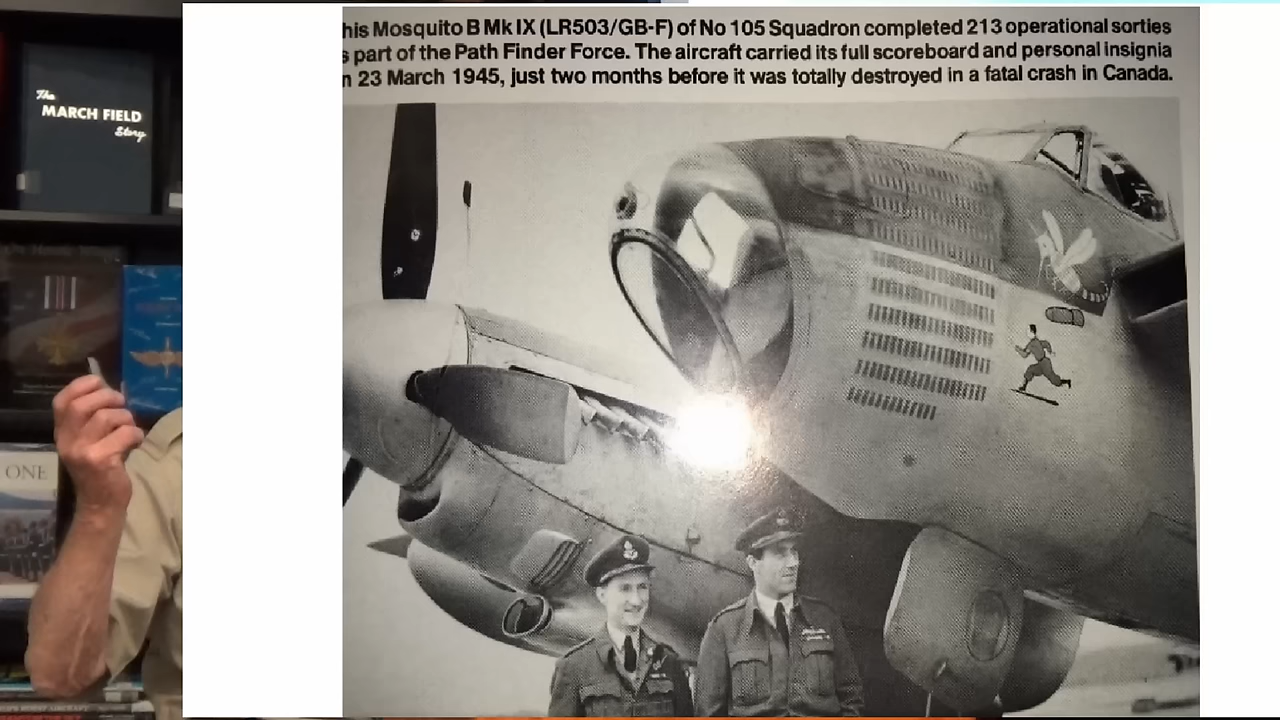 his Mosquito B Mk IX (LR503/GB-F) of No 105 Squadron completed 213 operational sorties
s part of the Path Finder Force. The aircraft carried its full scoreboard and personal insignia
n 23 March 1945, just two months before it was totally destroyed in a fatal crash in Canada.
The
MARCH FIELD
Story
ONE